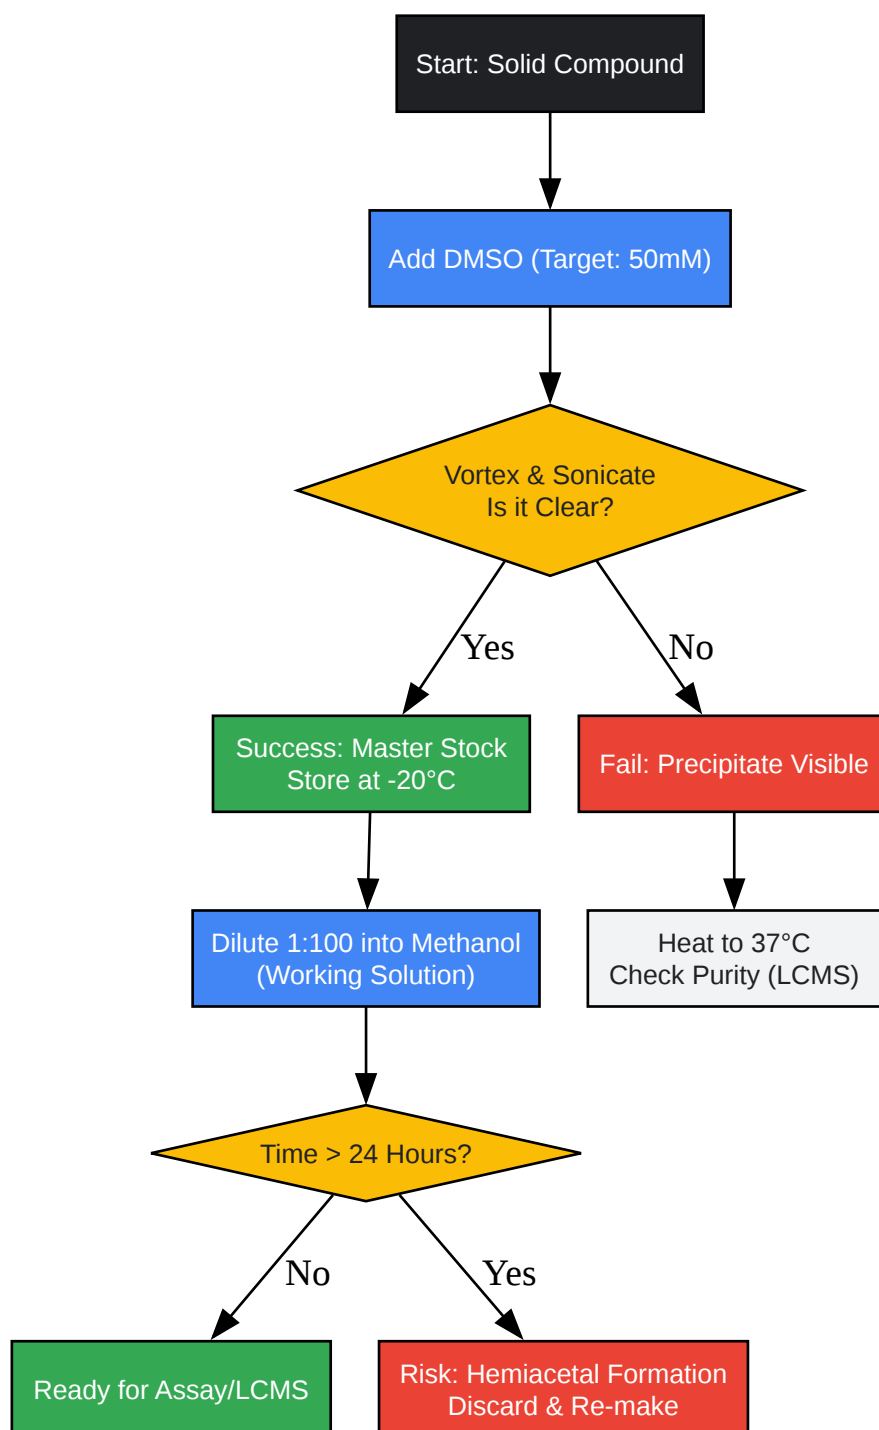 Start: Solid Compound
Add DMSO (Target: 50mM)
Vortex & Sonicate
Is it Clear?
Yes
No
Success: Master Stock
Store at -20°C
Fail: Precipitate Visible
Dilute 1:100 into Methanol
(Working Solution)
Heat to 37°C
Check Purity (LCMS)
Time > 24 Hours?
No
Yes
Ready for Assay/LCMS
Risk: Hemiacetal Formation
Discard & Re-make